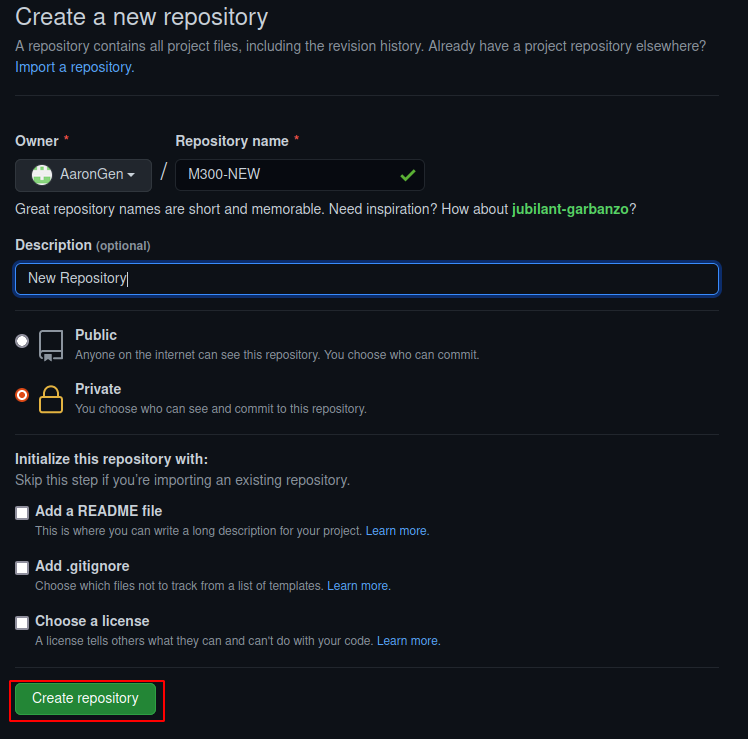 Create a new repository
A repository contains all project files, including the revision history. Already have a project repository elsewhere?
Import a repository.
Owner * Repository name *
AaronGen / M300-NEW
Great repository names are short and memorable. Need inspiration? How about jubilant-garbanzo?
Description (optional)
New Repository
Public
Anyone on the internet can see this repository. You choose who can commit.
Private
You choose who can see and commit to this repository.
Initialize this repository with:
Skip this step if you're importing an existing repository.
Add a README file
This is where you can write a long description for your project. Learn more.
Add .gitignore
Choose which files not to track from a list of templates. Learn more.
Choose a license
A license tells others what they can and can't do with your code. Learn more.
Create repository